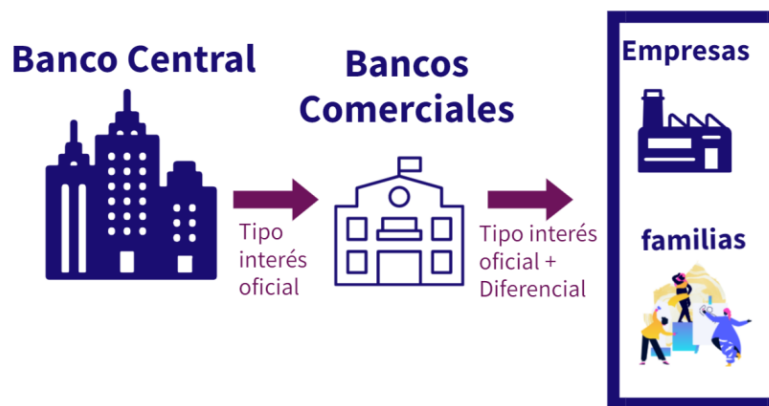 Banco Central
Bancos
Comerciales
Empresas
Tipo
interés
oficial
Tipo interés
oficial +
Diferencial
familias